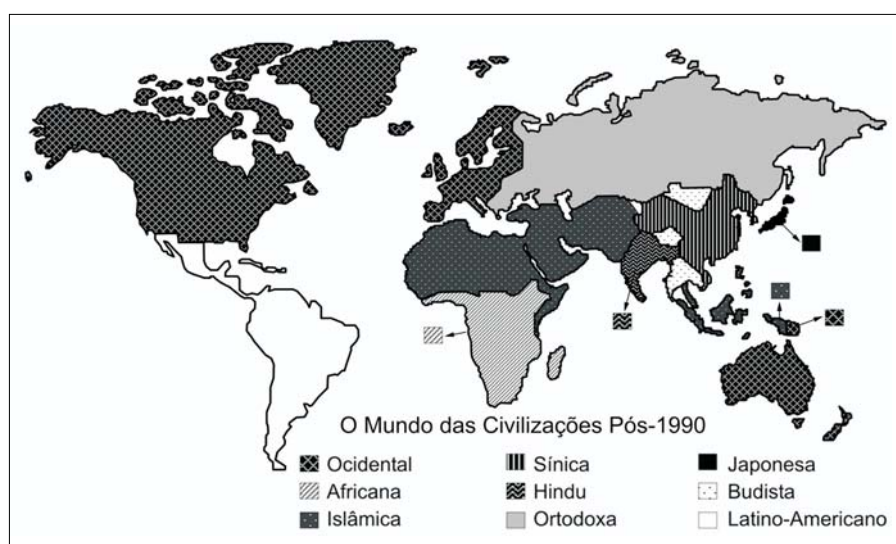 O Mundo das Civilizações Pós-1990
Ocidental
Sínica
Japonesa
Africana
Hindu
Budista
Islâmica
Ortodoxa
Latino-Americano